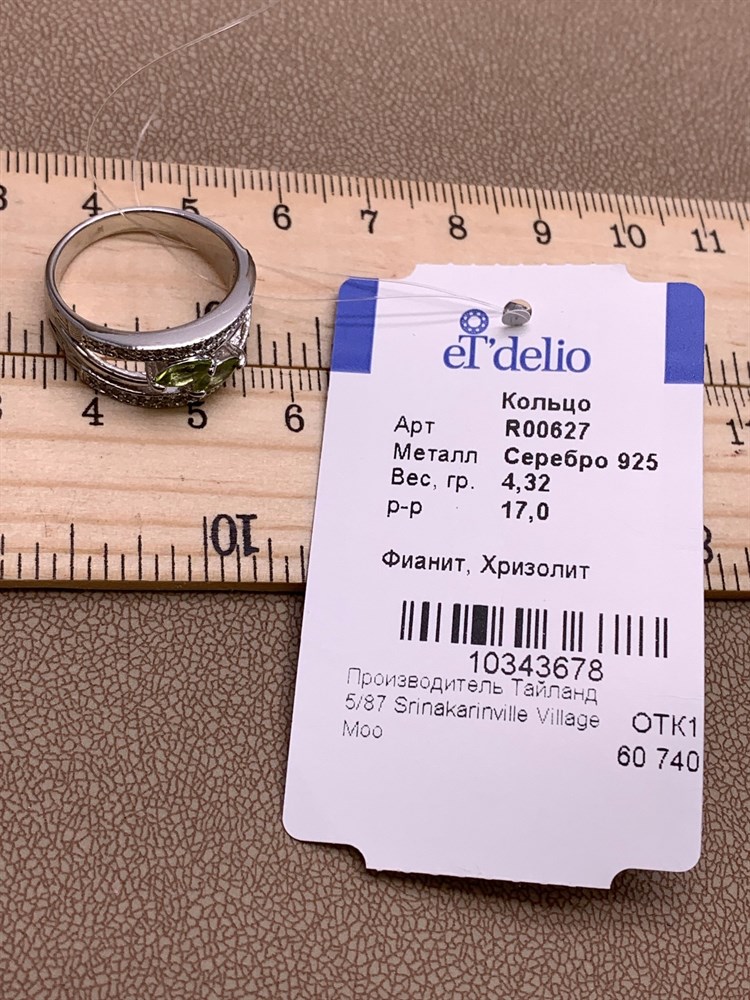 3 4 5 6 7 8 9 10 11
4 5 6
10
eT'delio
Кольцо
Арт R00627
Металл Серебро 925
Вес, гр. 4,32
р-р 17,0
Фианит, Хризолит
10343678
Производитель Тайланд
5/87 Srinakarinville Village
Моо
ОТК1
60 740